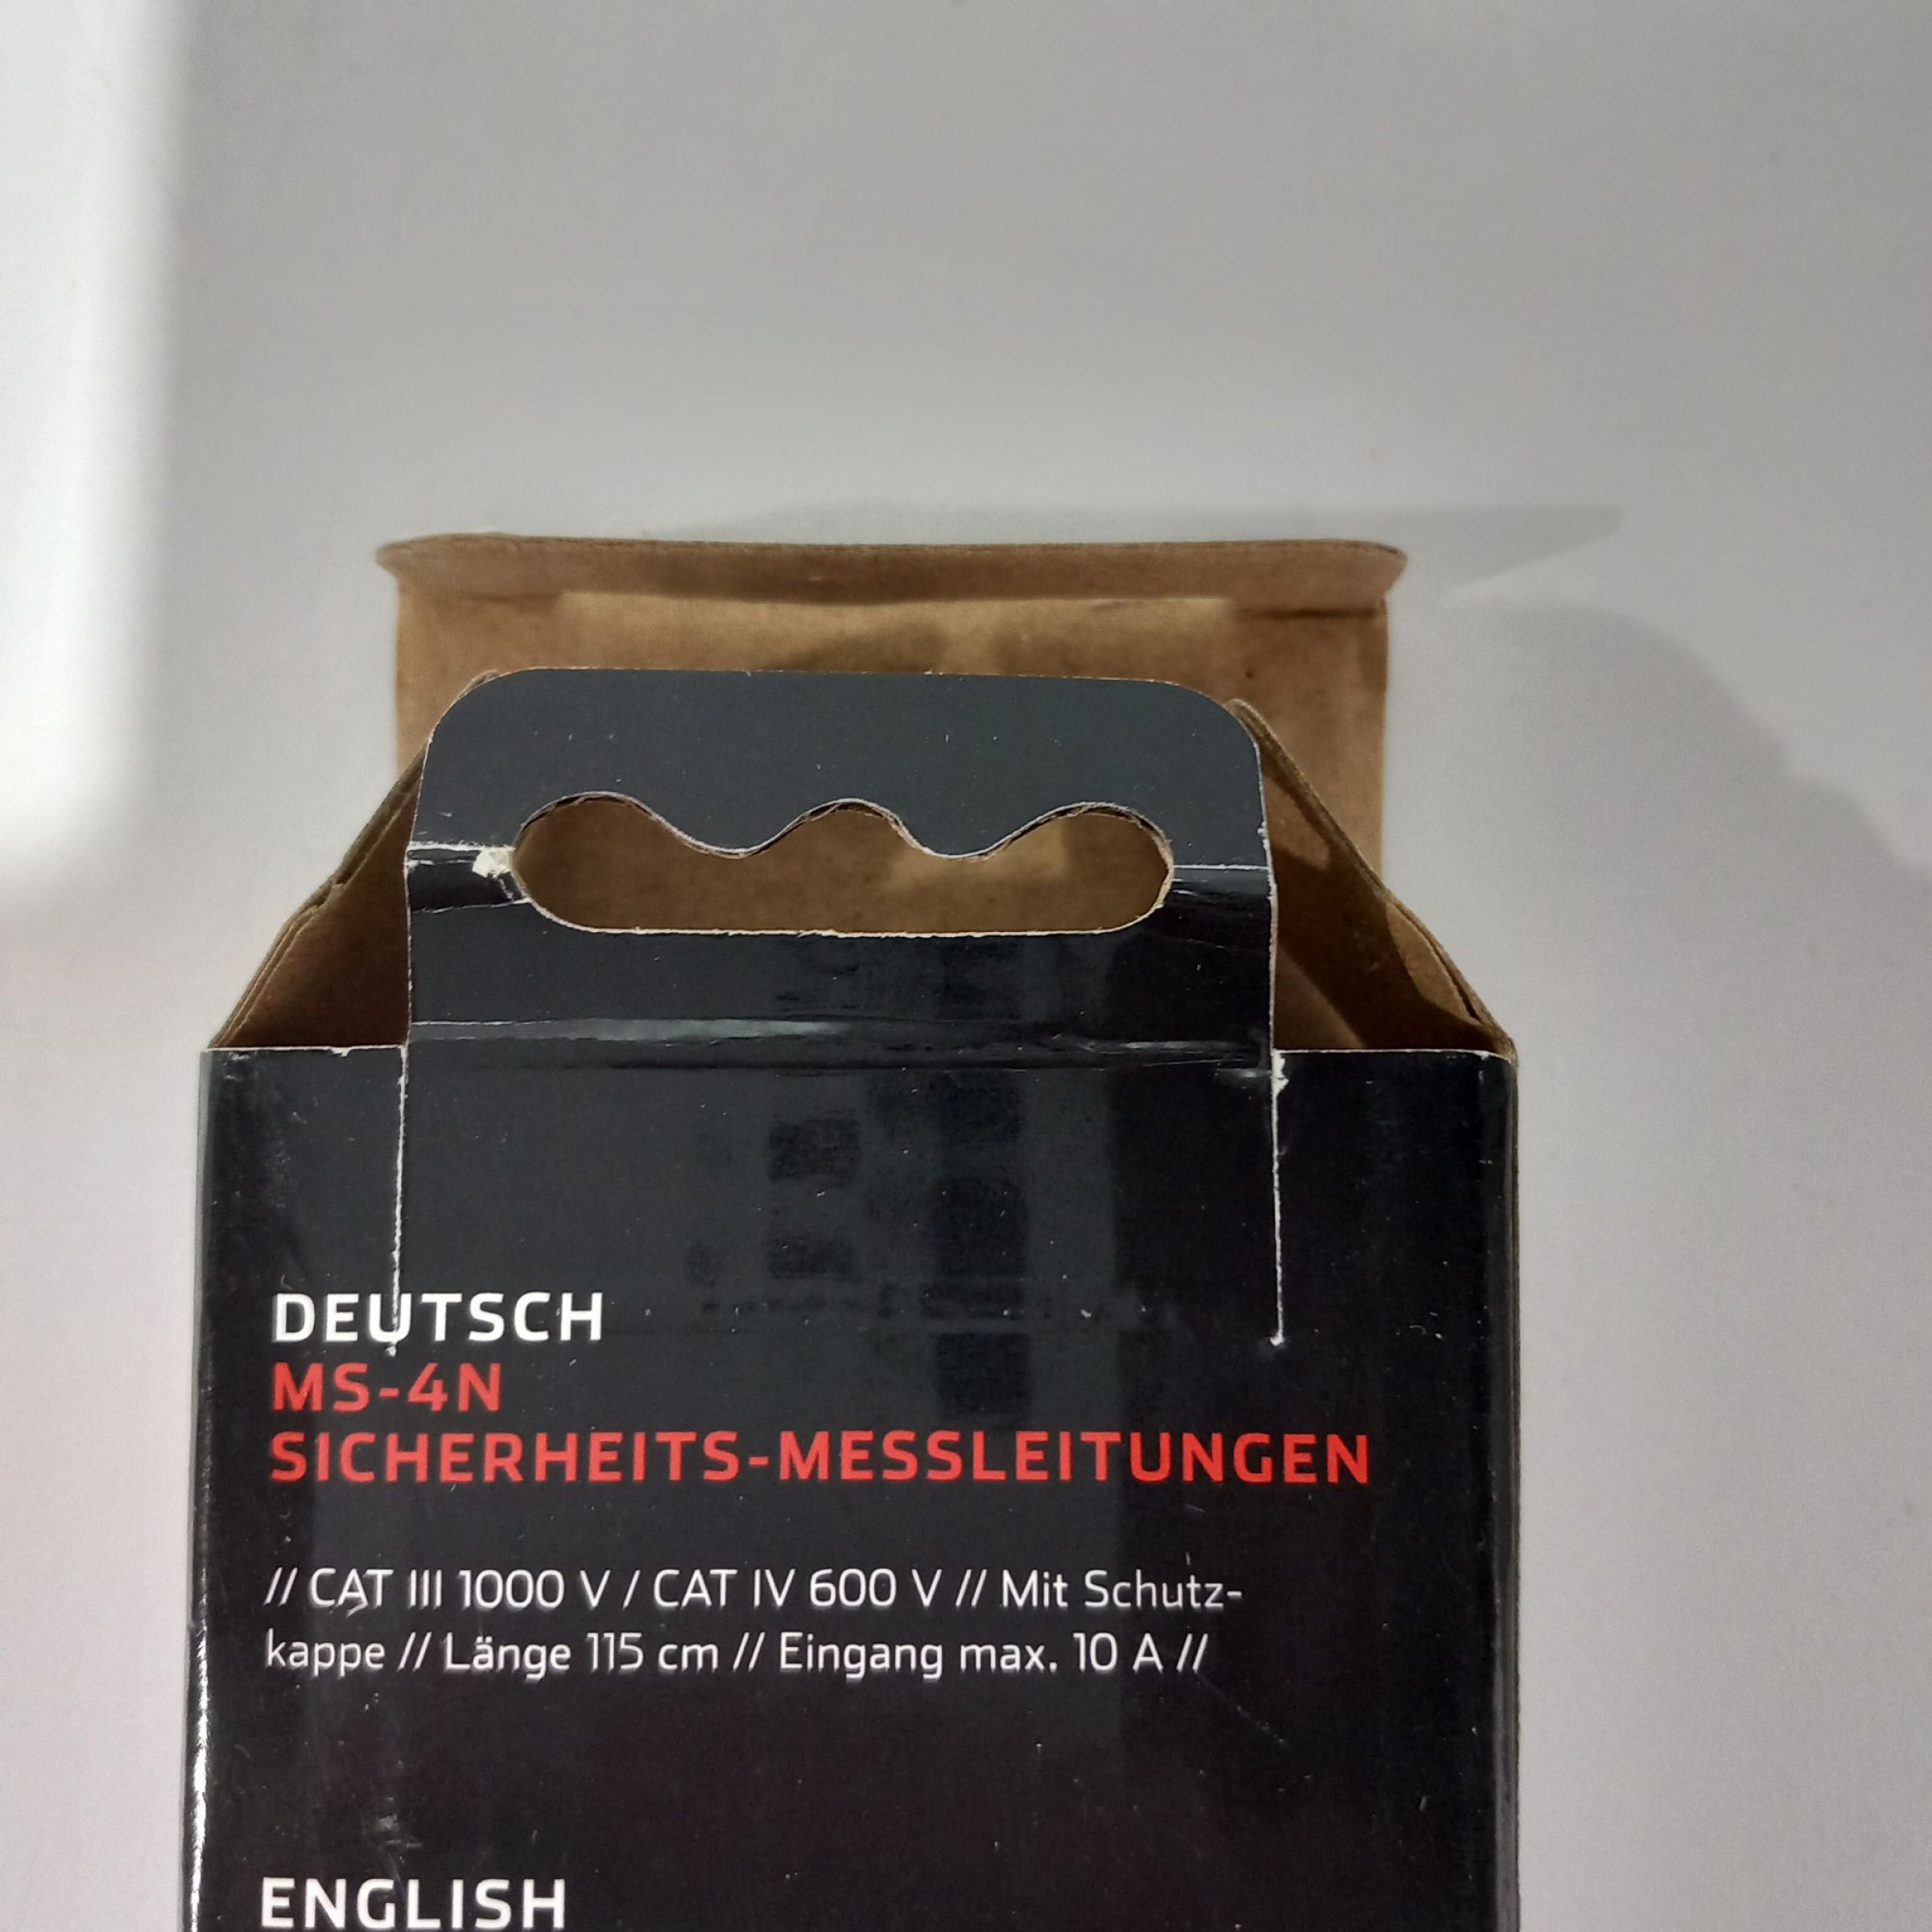 DEUTSCH
MS-4N
SICHERHEITS-MESSLEITUNGEN
// CAT III 1000 V / CAT IV 600 V // Mit Schutz-
kappe // Länge 115 cm // Eingang max. 10 A //
ENGLISH